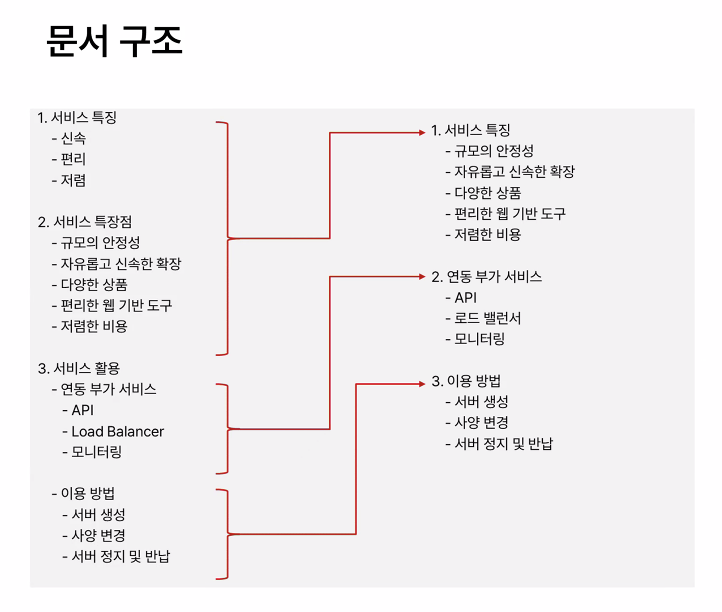 문서 구조
1. 서비스 특징
- 신속
- 편리
- 저렴
2. 서비스 특장점
- 규모의 안정성
- 자유롭고 신속한 확장
- 다양한 상품
- 편리한 웹 기반 도구
- 저렴한 비용
3. 서비스 활용
- 연동 부가 서비스
- API
- Load Balancer
- 모니터링
- 이용 방법
- 서버 생성
- 사양 변경
- 서버 정지 및 반납
1. 서비스 특징
- 규모의 안정성
- 자유롭고 신속한 확장
- 다양한 상품
- 편리한 웹 기반 도구
- 저렴한 비용
2. 연동 부가 서비스
- API
- 로드 밸런서
- 모니터링
3. 이용 방법
- 서버 생성
- 사양 변경
- 서버 정지 및 반납